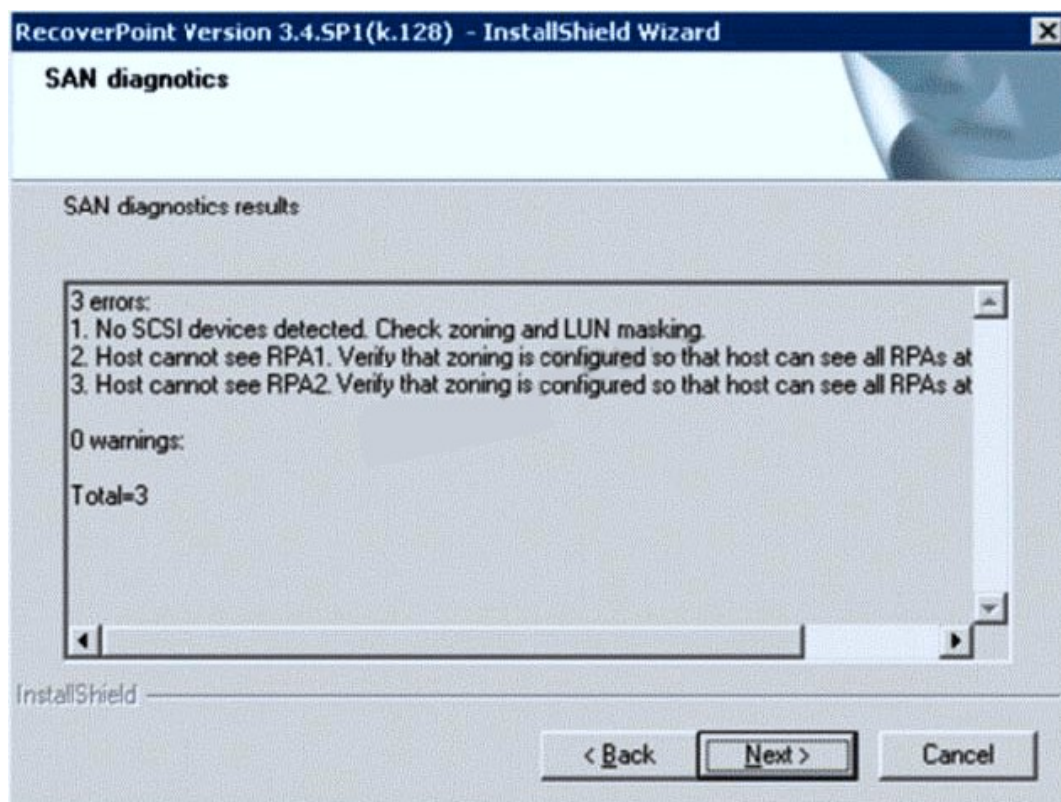 RecoverPoint Version 3.4.SP1(k.128) - InstallShield Wizard
SAN diagnotics
SAN diagnostics results
3 errors:
1. No SCSI devices detected. Check zoning and LUN masking.
2. Host cannot see RPA1. Verify that zoning is configured so that host can see all RPAs at
3. Host cannot see RPA2. Verify that zoning is configured so that host can see all RPAs at
0 warnings:
Total=3
InstallShield
< Back
Next >
Cancel